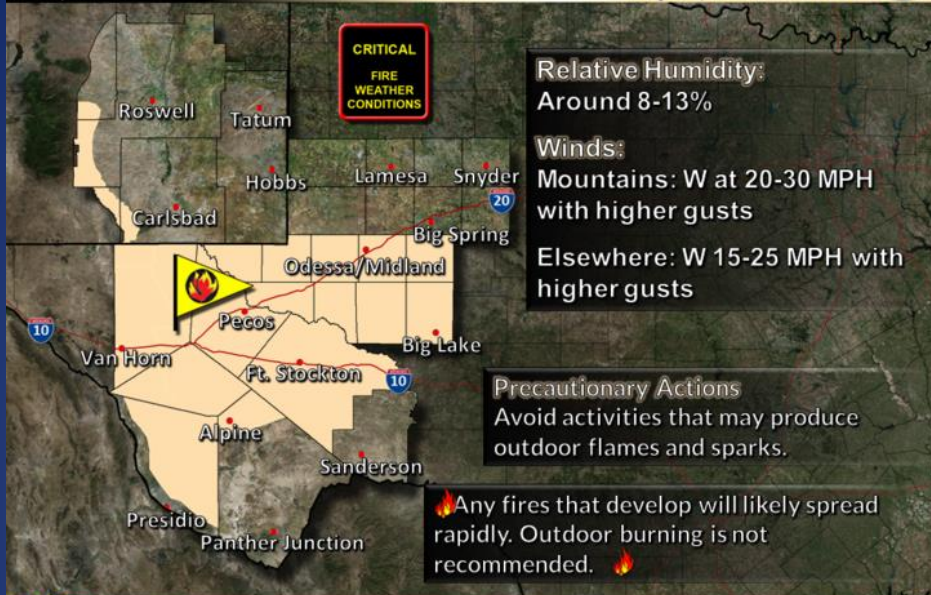 CRITICAL
FIRE
WEATHER
CONDITIONS
Relative Humidity:
Around 8-13%
Winds:
Mountains: W at 20-30 MPH
with higher gusts
Elsewhere: W 15-25 MPH with
higher gusts
Roswell
Tatum
Hobbs
Lamesa
Snyder
Carlsbad
20
Big Spring
Odessa/Midland
Pecos
10
Van Horn
Big Lake
Ft. Stockton
10
Alpine
Sanderson
Presidio
Panther Junction
Precautionary Actions
Avoid activities that may produce
outdoor flames and sparks.
Any fires that develop will likely spread
rapidly. Outdoor burning is not
recommended.